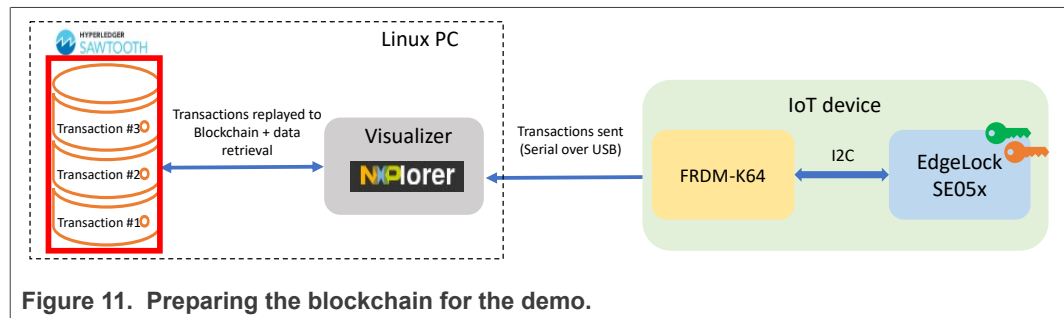 HYPERLEDGER
SAWTOOTH
Linux PC
Transaction #3
Transaction #2
Transaction #1
Transactions replayed to
Blockchain + data
retrieval
Visualizer
NXPlorer
Transactions sent
(Serial over USB)
IoT device
FRDM-K64
I2C
EdgeLock
SE05x
Figure 11. Preparing the blockchain for the demo.